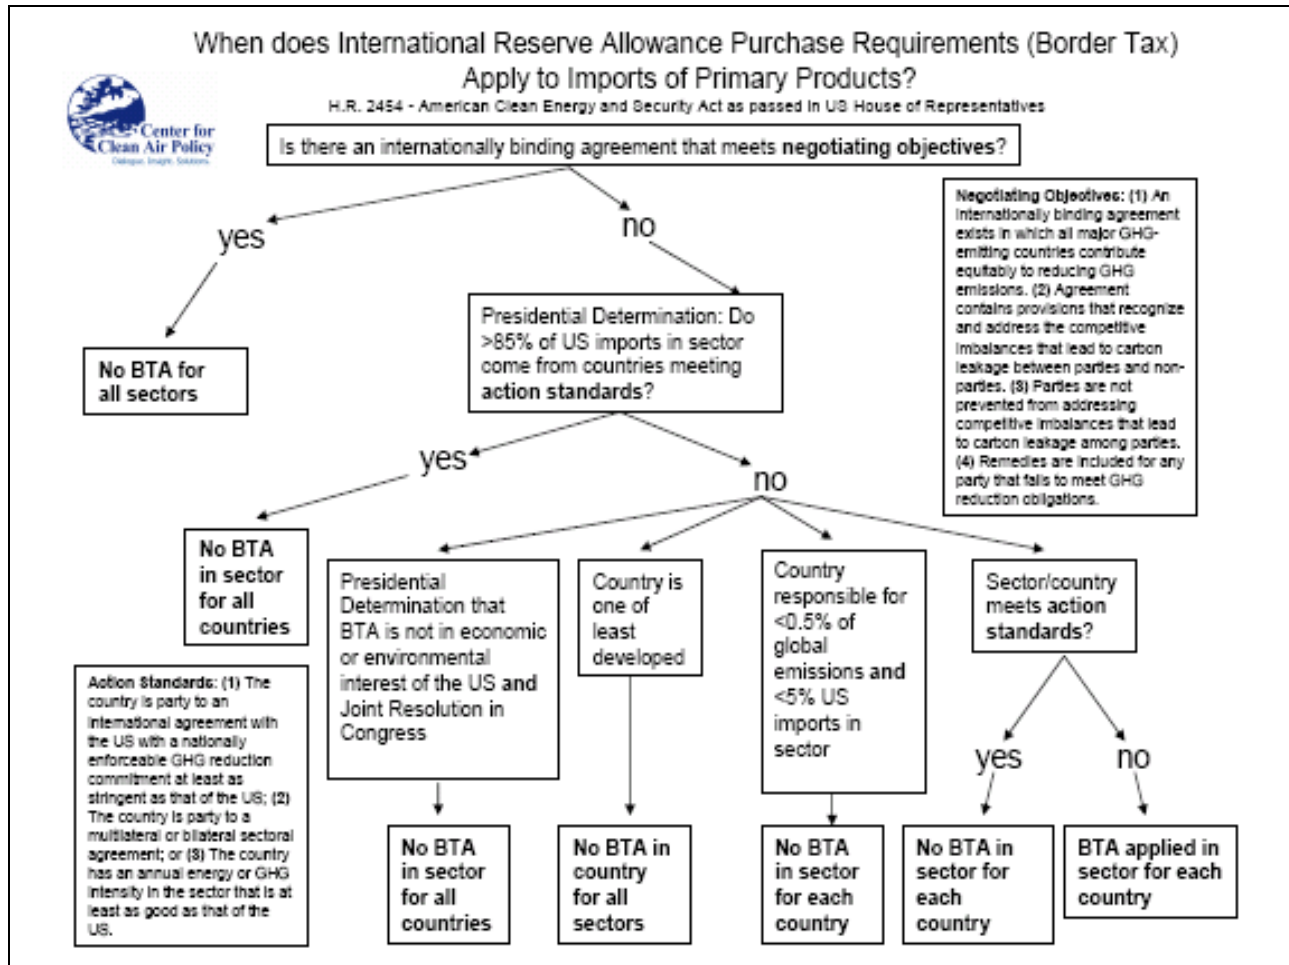 When does International Reserve Allowance Purchase Requirements (Border Tax)
Apply to Imports of Primary Products?
H.R. 2454 - American Clean Energy and Security Act as passed in US House of Representatives
Center for
Clean Air Policy
Dialogue. Insight. Solutions.
Is there an internationally binding agreement that meets negotiating objectives?
yes
no
Negotiating Objectives: (1) An
internationally binding agreement
exists in which all major GHG-
emitting countries contribute
equitably to reducing GHG
emissions. (2) Agreement
contains provisions that recognize
and address the competitive
imbalances that lead to carbon
leakage between parties and non-
parties. (3) Parties are not
prevented from addressing
competitive imbalances that lead
to carbon leakage among parties.
(4) Remedies are included for any
party that fails to meet GHG
reduction obligations.
No BTA for
all sectors
Presidential Determination: Do
>85% of US imports in sector
come from countries meeting
action standards?
yes
no
No BTA
in sector
for all
countries
Presidential
Determination that
BTA is not in economic
or environmental
interest of the US and
Joint Resolution in
Congress
Country is
one of
least
developed
Country
responsible for
<0.5% of
global
emissions and
<5% US
imports in
sector
Sector/country
meets action
standards?
yes
no
Action Standards: (1) The
country is party to an
international agreement with
the US with a nationally
enforceable GHG reduction
commitment at least as
stringent as that of the US; (2)
The country is party to a
multilateral or bilateral sectoral
agreement; or (3) The country
has an annual energy or GHG
intensity in the sector that is at
least as good as that of the
US.
No BTA
in sector
for all
countries
No BTA in
country
for all
sectors
No BTA
in sector
for each
country
No BTA in
sector for
each
country
BTA applied in
sector for each
country